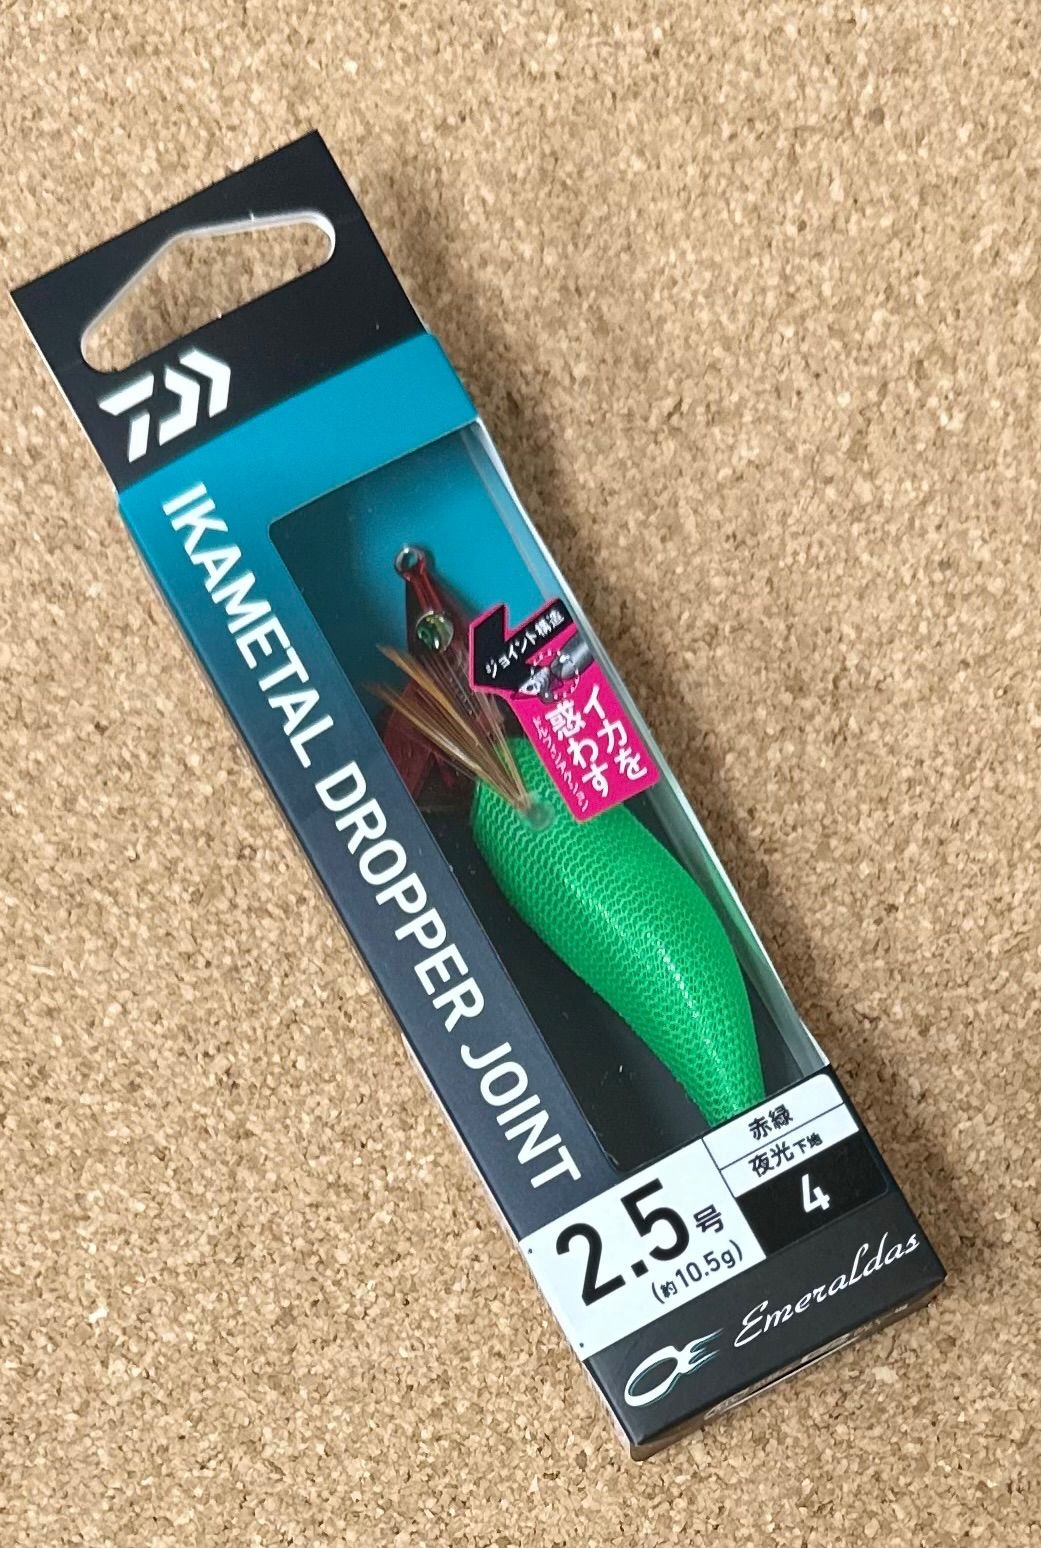 IKAMETAL DROPPER JOINT
ジョイント構造
イカを
惑わす
赤緑
夜光下地
4
2.5号
(約10.5g)
Emeraldas